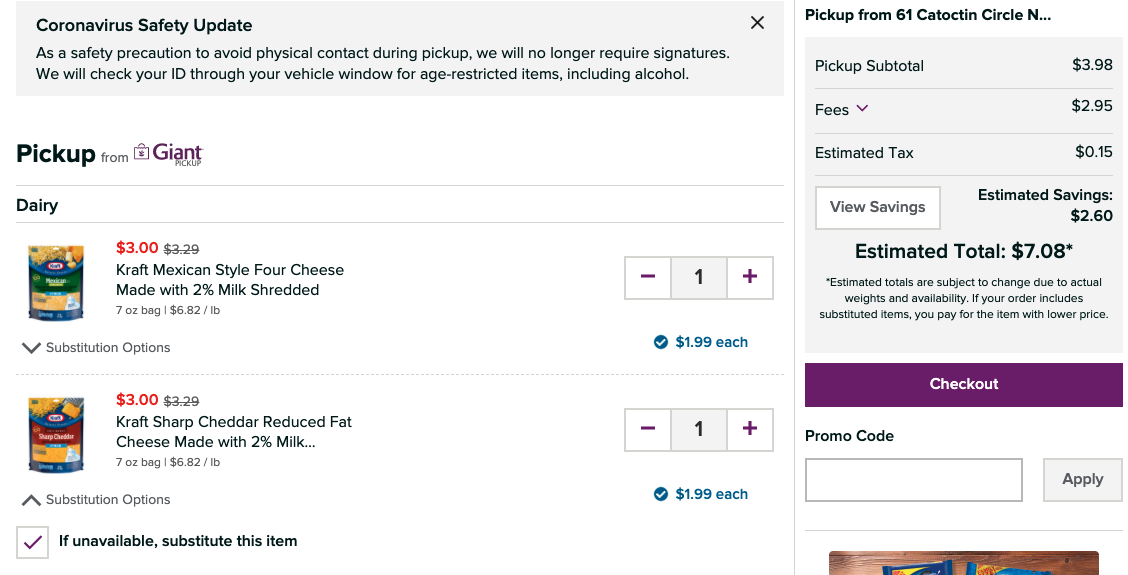 Coronavirus Safety Update
As a safety precaution to avoid physical contact during pickup, we will no longer require signatures.
We will check your ID through your vehicle window for age-restricted items, including alcohol.
Pickup from Giant
PICKUP
Dairy
$3.00 $3.29
Kraft Mexican Style Four Cheese
Made with 2% Milk Shredded
7 oz bag | $6.82 / lb
1
$1.99 each
Substitution Options
Kraft
Mexican
$3.00 $3.29
Kraft Sharp Cheddar Reduced Fat
Cheese Made with 2% Milk...
7 oz bag | $6.82 / lb
1
$1.99 each
Substitution Options
Kraft
Sharp Cheddar
If unavailable, substitute this item
Pickup from 61 Catoctin Circle N...
Pickup Subtotal $3.98
Fees $2.95
Estimated Tax $0.15
View Savings
Estimated Savings:
$2.60
Estimated Total: $7.08*
*Estimated totals are subject to change due to actual
weights and availability. If your order includes
substituted items, you pay for the item with lower price.
Checkout
Promo Code
Apply